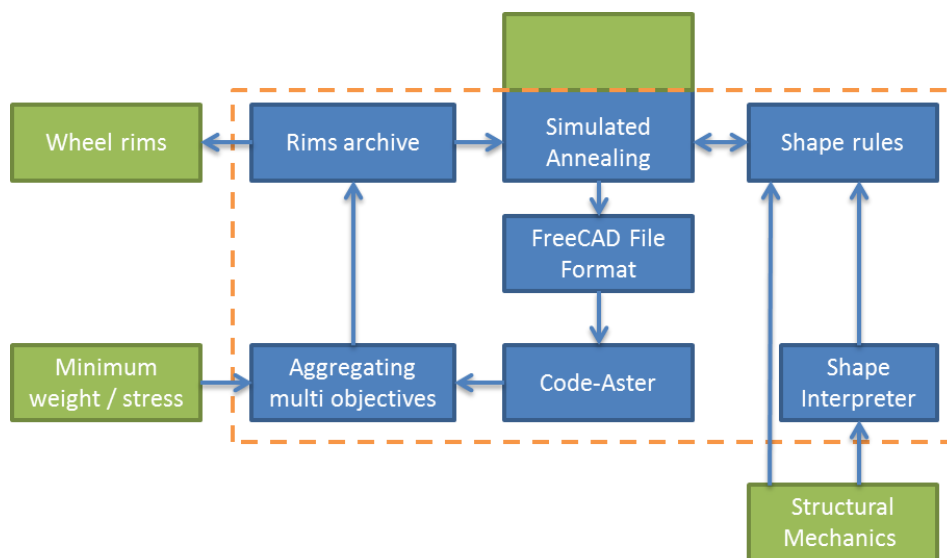 Wheel rims
Rims archive
Simulated
Annealing
Shape rules
FreeCAD File
Format
Minimum
weight / stress
Aggregating
multi objectives
Code-Aster
Shape
Interpreter
Structural
Mechanics